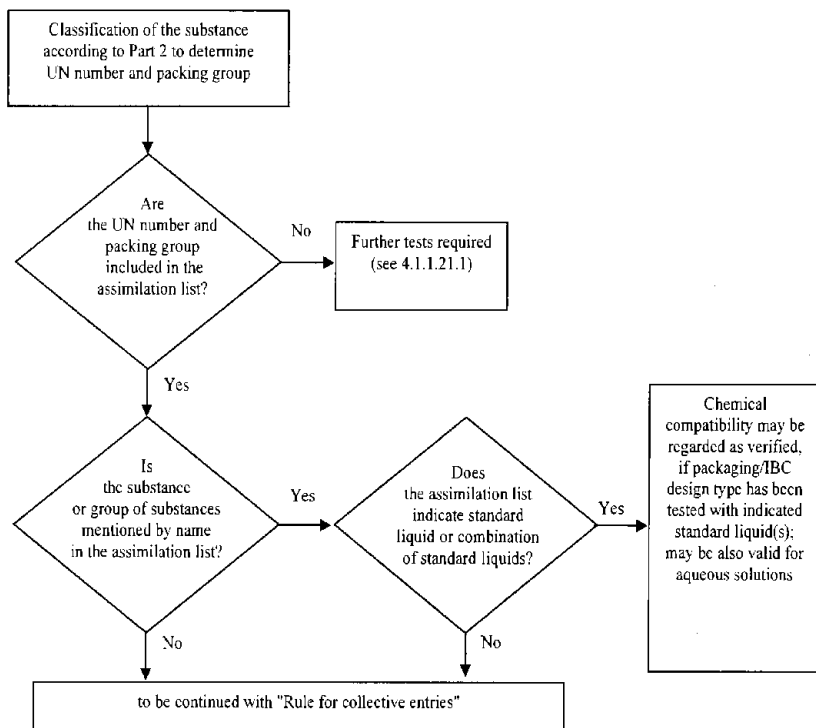 Classification of the substance
according to Part 2 to determine
UN number and packing group
Are
the UN number and
packing group
included in the
assimilation list?
No
Further tests required
(see 4.1.1.21.1)
Yes
Is
the substance
or group of substances
mentioned by name
in the assimilation list?
Yes
Does
the assimilation list
indicate standard
liquid or combination
of standard liquids?
Yes
Chemical
compatibility may be
regarded as verified,
if packaging/IBC
design type has been
tested with indicated
standard liquid(s);
may be also valid for
aqueous solutions
No
No
to be continued with "Rule for collective entries"